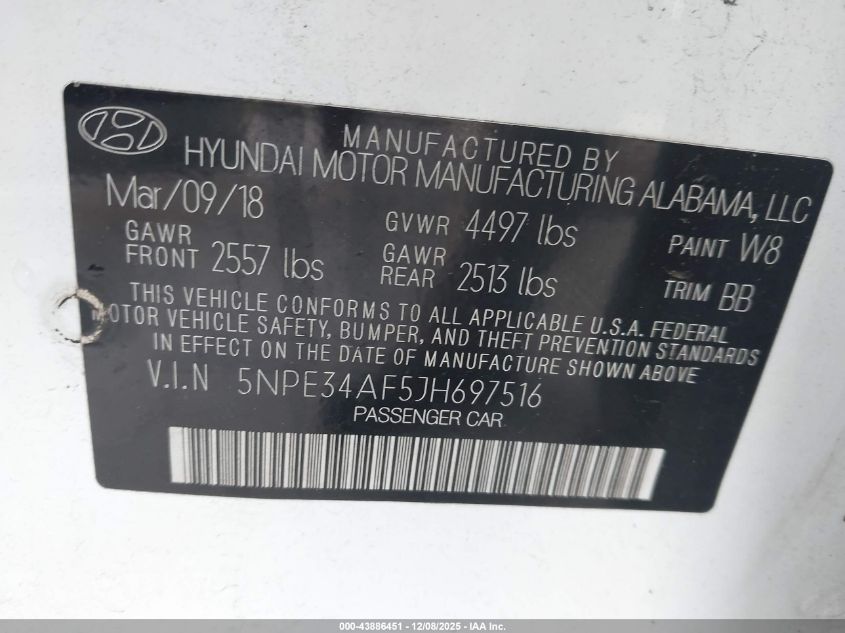 MANUFACTURED BY
HYUNDAI MOTOR MANUFACTURING ALABAMA, LLC
Mar/09/18 GVWR 4497 lbs PAINT W8
GAWR FRONT 2557 lbs GAWR REAR 2513 lbs TRIM BB
THIS VEHICLE CONFORMS TO ALL APPLICABLE U.S.A. FEDERAL
MOTOR VEHICLE SAFETY, BUMPER, AND THEFT PREVENTION STANDARDS
IN EFFECT ON THE DATE OF MANUFACTURE SHOWN ABOVE
V.I.N 5NPE34AF5JH697516
PASSENGER CAR
000-43886451 - 12/08/2025 - IAA Inc.